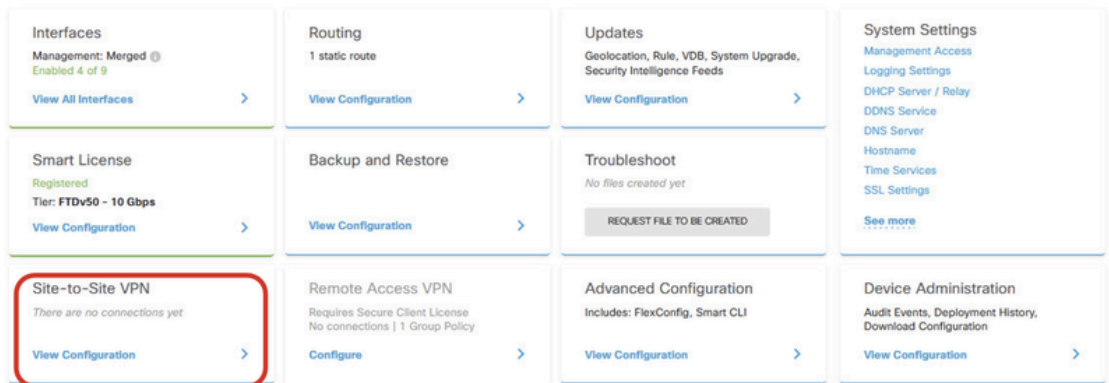 Interfaces
Management: Merged
Enabled 4 of 9
View All Interfaces
Routing
1 static route
View Configuration
Updates
Geolocation, Rule, VDB, System Upgrade,
Security Intelligence Feeds
View Configuration
System Settings
Management Access
Logging Settings
DHCP Server / Relay
DDNS Service
DNS Server
Hostname
Time Services
SSL Settings
See more
Smart License
Registered
Tier: FTDv50 - 10 Gbps
View Configuration
Backup and Restore
View Configuration
Troubleshoot
No files created yet
REQUEST FILE TO BE CREATED
Site-to-Site VPN
There are no connections yet
View Configuration
Remote Access VPN
Requires Secure Client License
No connections | 1 Group Policy
Configure
Advanced Configuration
Includes: FlexConfig, Smart CLI
View Configuration
Device Administration
Audit Events, Deployment History,
Download Configuration
View Configuration